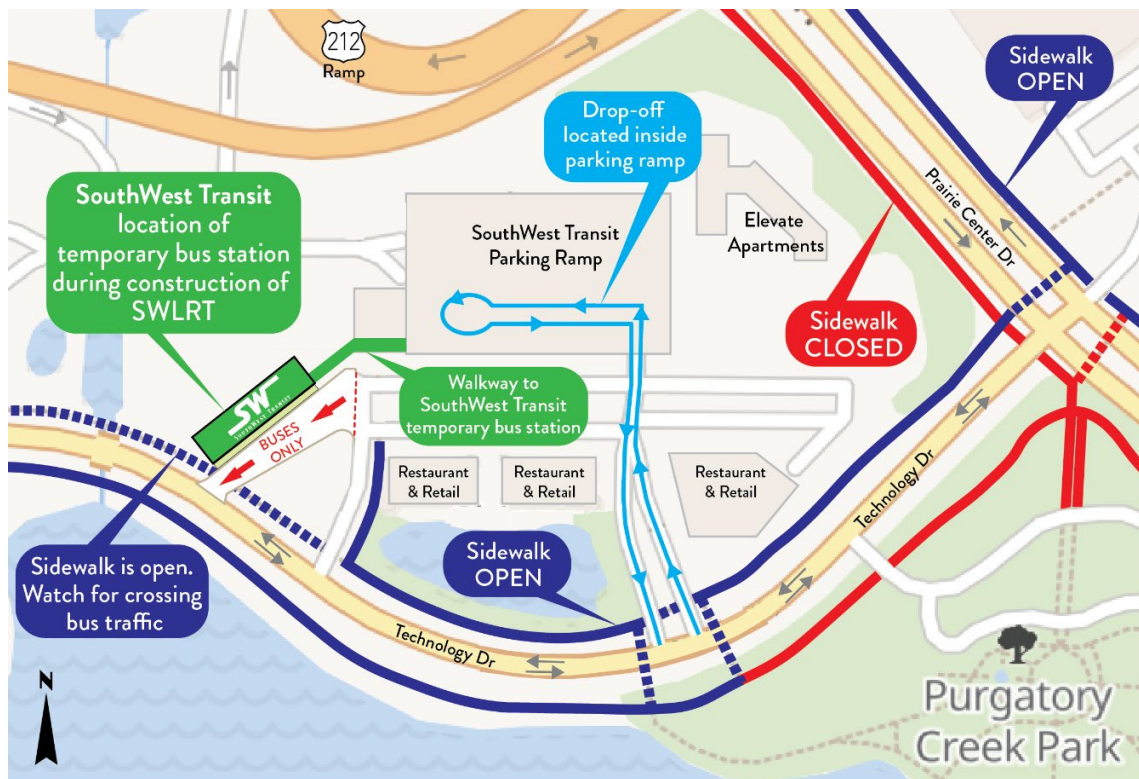 212
Ramp
Sidewalk
OPEN
Drop-off
located inside
parking ramp
SouthWest Transit
location of
temporary bus station
during construction of
SWLRT
SouthWest Transit
Parking Ramp
Elevate
Apartments
Prairie Center Dr
Sidewalk
CLOSED
SW
SOUTHWEST TRANSIT
BUSES
ONLY
Walkway to
SouthWest Transit
temporary bus station
Restaurant
& Retail
Restaurant
& Retail
Restaurant
& Retail
Technology Dr
Sidewalk is open.
Watch for crossing
bus traffic
Sidewalk
OPEN
Technology Dr
N
Purgatory
Creek Park